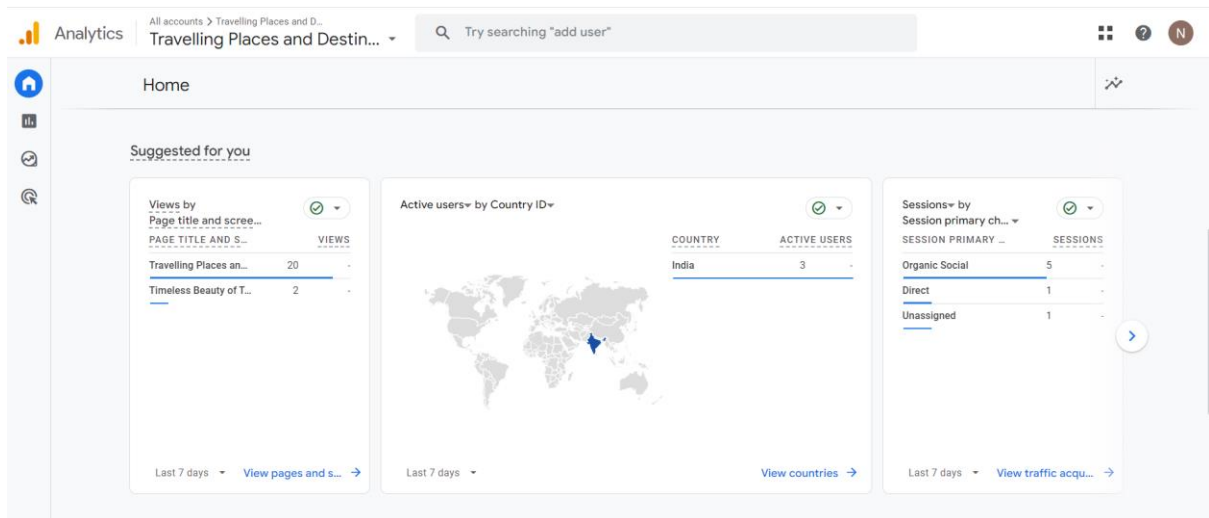 All accounts > Travelling Places and D...
Analytics
Travelling Places and Destin...
Try searching "add user"
N
Home
Suggested for you
Views by
Page title and scree...
PAGE TITLE AND S... VIEWS
Travelling Places an... 20 -
Timeless Beauty of T... 2 -
Last 7 days View pages and s... →
Active users by Country ID
COUNTRY ACTIVE USERS
India 3 -
Last 7 days View countries →
Sessions by
Session primary ch...
SESSION PRIMARY ... SESSIONS
Organic Social 5 -
Direct 1 -
Unassigned 1 -
Last 7 days View traffic acqu... →